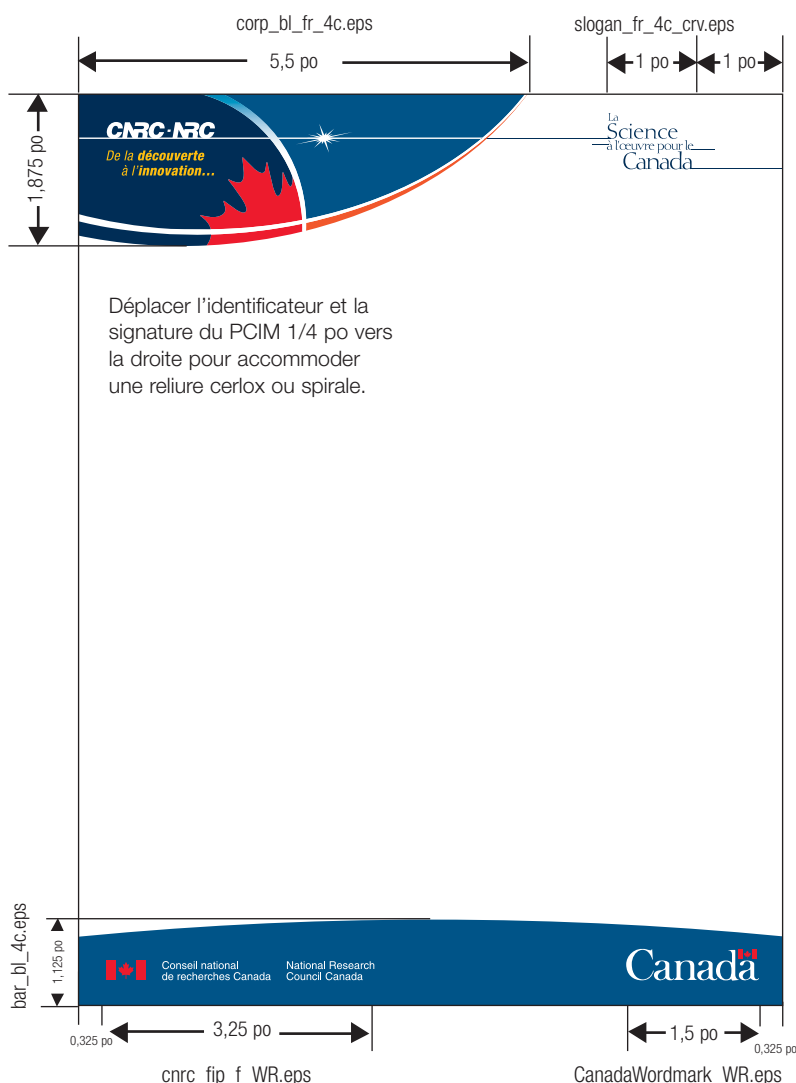 corp_bl_fr_4c.eps
slogan_fr_4c_crv.eps
5,5 po
1 po
1 po
1,875 po
CNRC·NRC
De la découverte
à l'innovation...
La
Science
à l'œuvre pour le
Canada
Déplacer l'identificateur et la
signature du PCIM 1/4 po vers
la droite pour accommoder
une reliure cerlox ou spirale.
bar_bl_4c.eps
1,125 po
Conseil national
de recherches Canada
National Research
Council Canada
Canada
0,325 po
3,25 po
1,5 po
0,325 po
cnrc_fip_f_WR.eps
CanadaWordmark_WR.eps